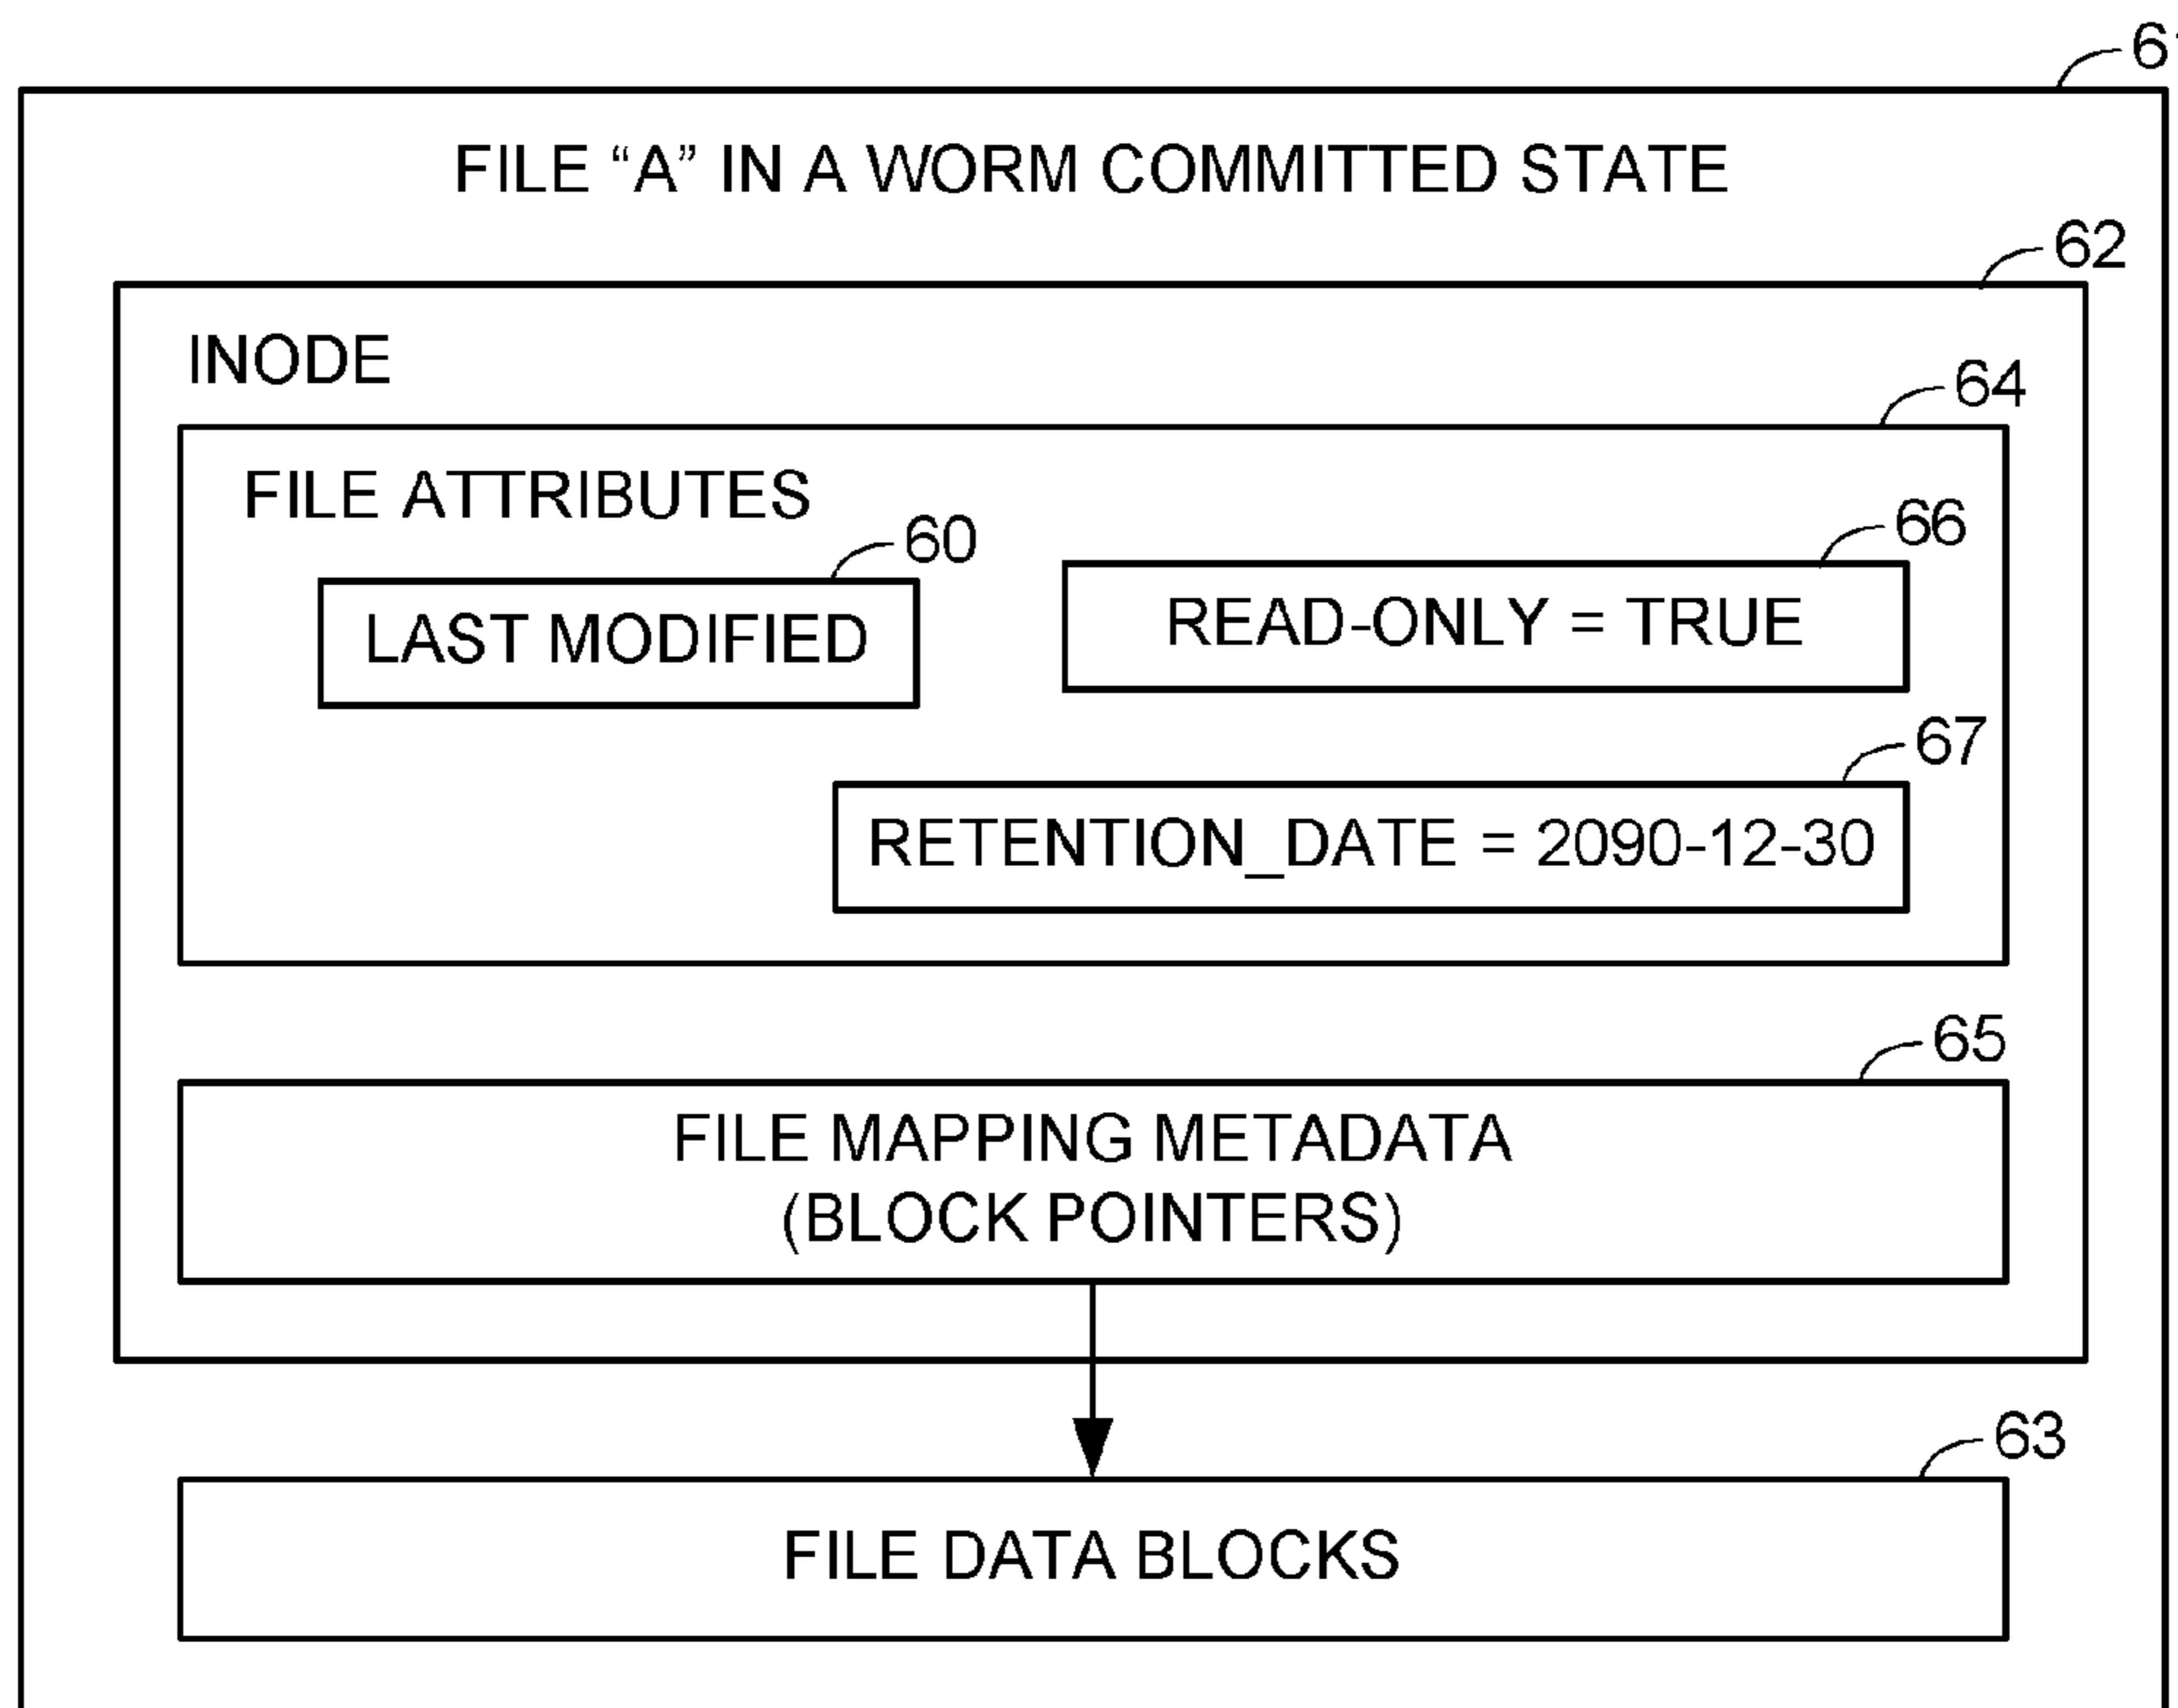 FILE “A” IN A WORM COMMITTED STATE
62
INODE
64
FILE ATTRIBUTES
60
66
LAST MODIFIED
READ-ONLY = TRUE
67
RETENTION_DATE = 2090-12-30
65
FILE MAPPING METADATA
(BLOCK POINTERS)
63
FILE DATA BLOCKS